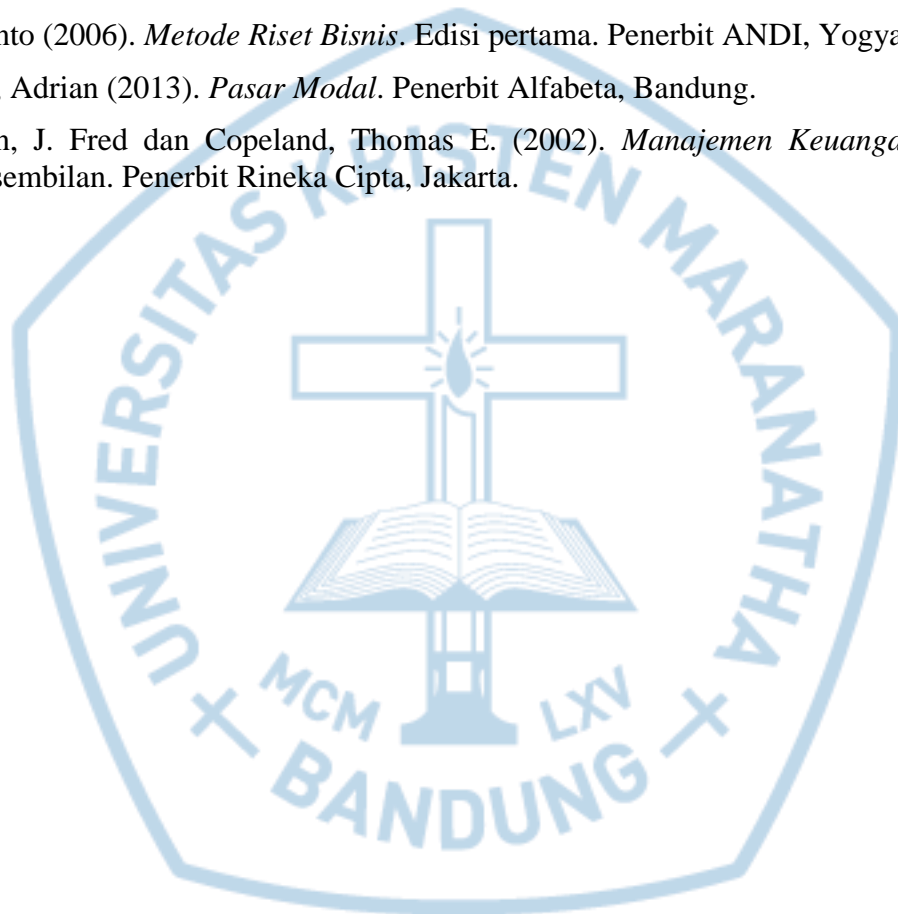 nto (2006). Metode Riset Bisnis. Edisi pertama. Penerbit ANDI, Yogya
, Adrian (2013). Pasar Modal. Penerbit Alfabeta, Bandung.
n, J. Fred dan Copeland, Thomas E. (2002). Manajemen Keuanga
sembilan. Penerbit Rineka Cipta, Jakarta.
UNIVERSITAS KRISTEN MARANATHA
MCM LXV
BANDUNG